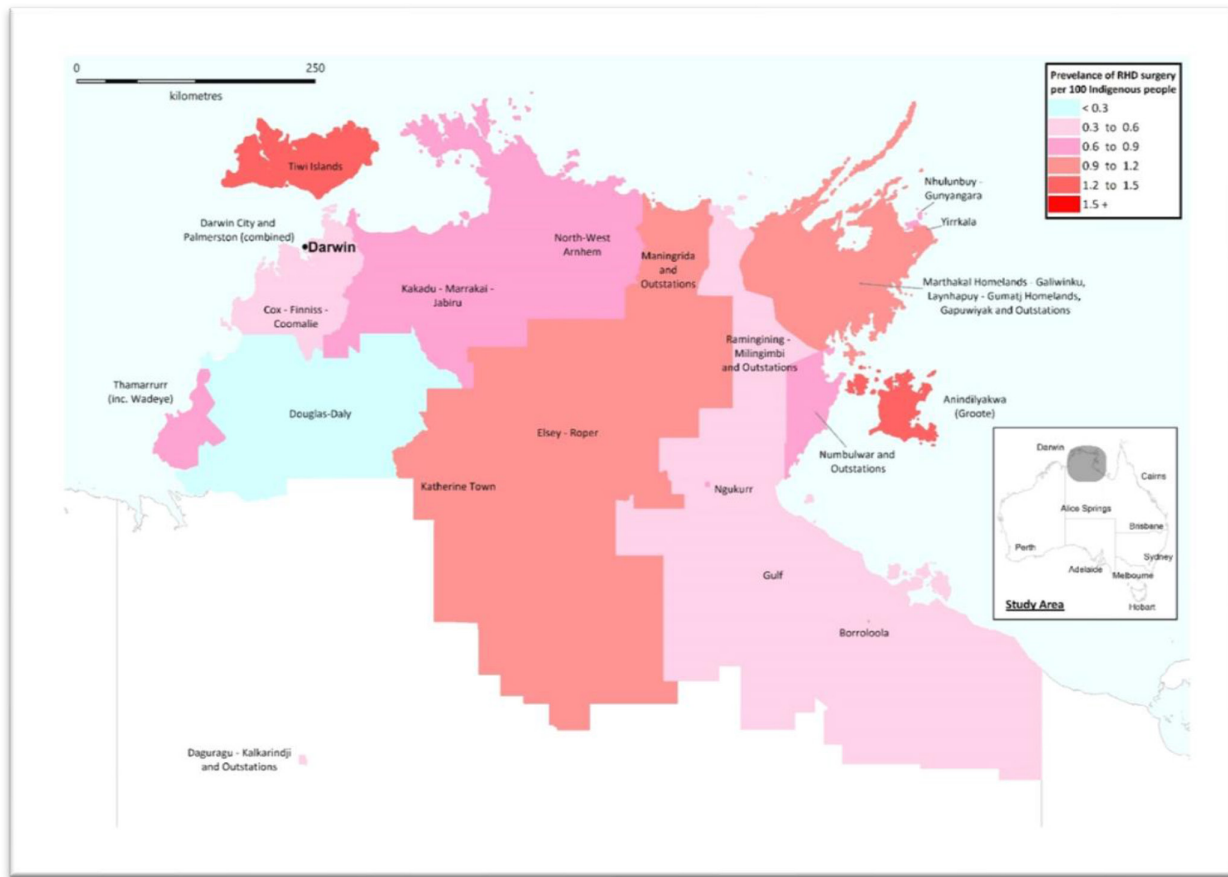 0
250
kilometres
Prevelance of RHD surgery
per 100 Indigenous people
< 0.3
0.3 to 0.6
0.6 to 0.9
0.9 to 1.2
1.2 to 1.5
1.5 +
Tiwi Islands
Nhulunbuy -
Gunyangara
Yirrkala
Darwin City and
Palmerston (combined)
Darwin
North-West
Arnhem
Maningrida
and
Outstations
Kakadu - Marrakai -
Jabiru
Marthakal Homelands - Galiwinku,
Laynhapuy - Gumatj Homelands,
Gapuwiyak and Outstations
Cox - Finniss -
Coomalie
Ramingining -
Milingimbi
and Outstations
Thamarrurr
(inc. Wadeye)
Douglas-Daly
Anindilyakwa
(Groote)
Elsey - Roper
Numbulwar and
Outstations
Katherine Town
Ngukurr
Gulf
Borroloola
Daguragu - Kalkarindji
and Outstations
Darwin
Cairns
Alice Springs
Brisbane
Perth
Sydney
Adelaide
Melbourne
Hobart
Study Area